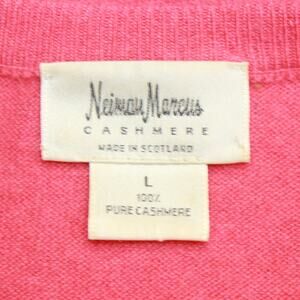 Neiman Marcus
CASHMERE
MADE IN SCOTLAND
L
100%
PURE CASHMERE